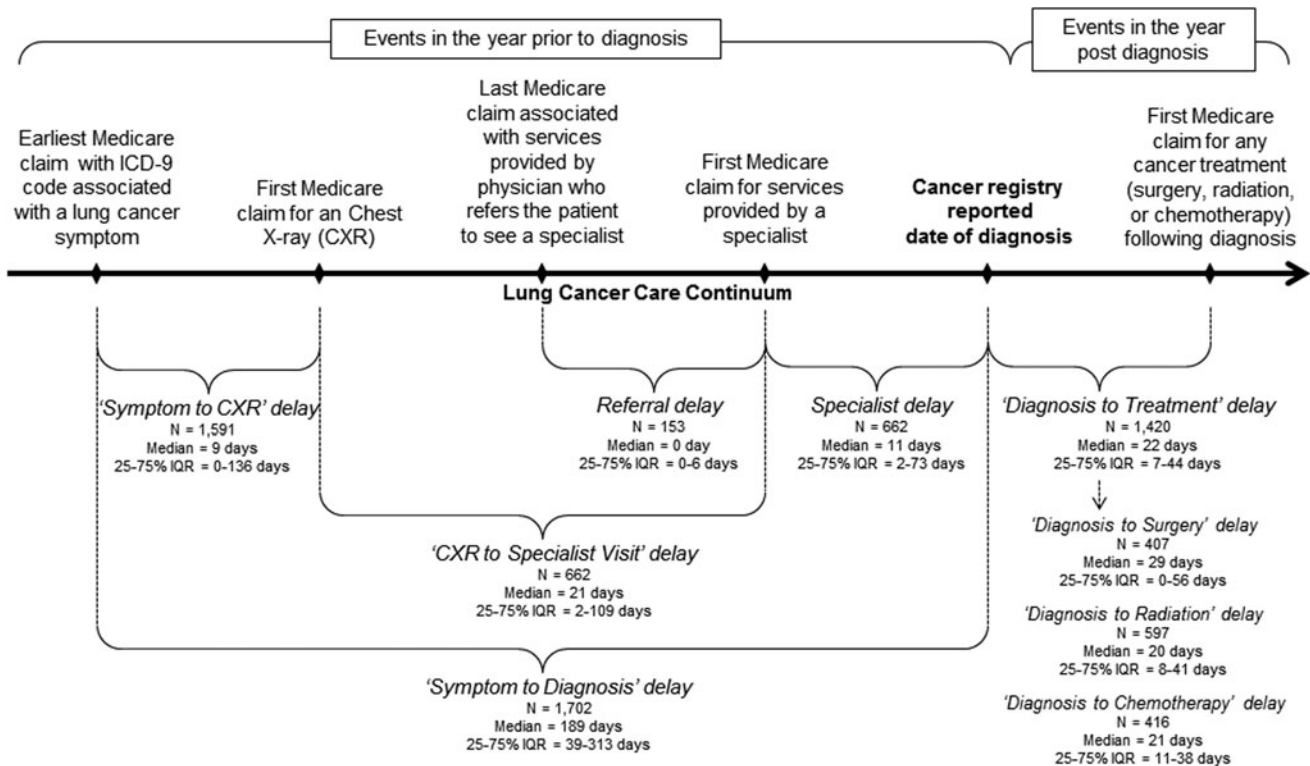 Events in the year prior to diagnosis
Events in the year
post diagnosis
Earliest Medicare
claim with ICD-9
code associated
with a lung cancer
symptom
First Medicare
claim for an Chest
X-ray (CXR)
Last Medicare
claim associated
with services
provided by
physician who
refers the patient
to see a specialist
First Medicare
claim for services
provided by a
specialist
Cancer registry
reported
date of diagnosis
First Medicare
claim for any
cancer treatment
(surgery, radiation,
or chemotherapy)
following diagnosis
Lung Cancer Care Continuum
‘Symptom to CXR’ delay
N = 1,591
Median = 9 days
25-75% IQR = 0-136 days
Referral delay
N = 153
Median = 0 day
25-75% IQR = 0-6 days
Specialist delay
N = 662
Median = 11 days
25-75% IQR = 2-73 days
‘Diagnosis to Treatment’ delay
N = 1,420
Median = 22 days
25-75% IQR = 7-44 days
‘CXR to Specialist Visit’ delay
N = 662
Median = 21 days
25-75% IQR = 2-109 days
‘Diagnosis to Surgery’ delay
N = 407
Median = 29 days
25-75% IQR = 0-56 days
‘Diagnosis to Radiation’ delay
N = 597
Median = 20 days
25-75% IQR = 8-41 days
‘Symptom to Diagnosis’ delay
N = 1,702
Median = 189 days
25-75% IQR = 39-313 days
‘Diagnosis to Chemotherapy’ delay
N = 416
Median = 21 days
25-75% IQR = 11-38 days